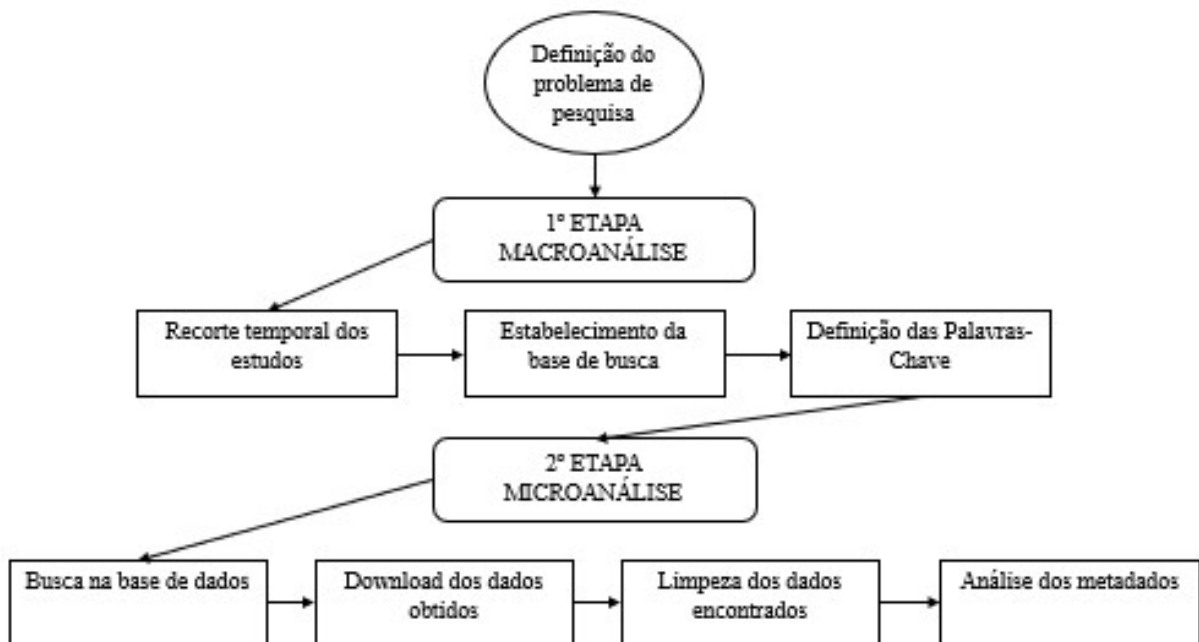 Definição do
problema de
pesquisa
1º ETAPA
MACROANÁLISE
Recorte temporal dos
estudos
Estabelecimento da
base de busca
Definição das Palavras-
Chave
2º ETAPA
MICROANÁLISE
Busca na base de dados
Download dos dados
obtidos
Limpeza dos dados
encontrados
Análise dos metadados